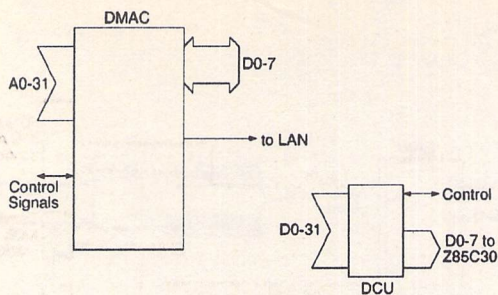 DMAC
A0-31
D0-7
to LAN
Control
Signals
D0-31
Control
D0-7 to
Z85C30
DCU